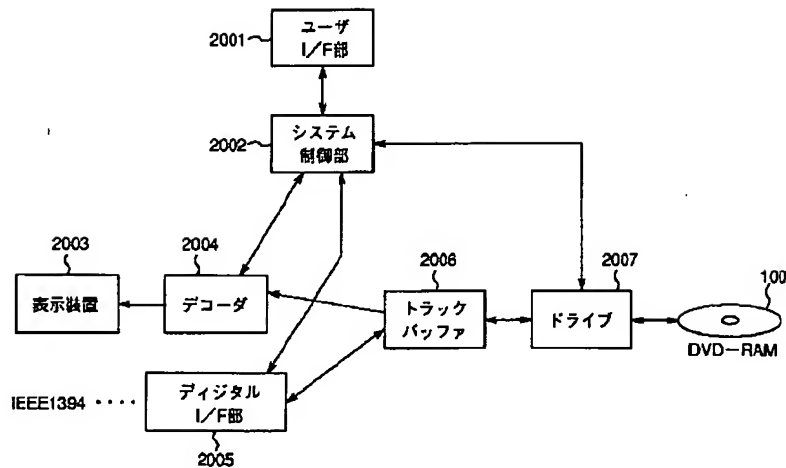 2001
ユーザ
I/F部
2002
システム
制御部
2003
表示装置
2004
デコーダ
2006
トラック
バッファ
2007
ドライブ
100
DVD-RAM
IEEE1394 ····
ディジタル
I/F部
2005